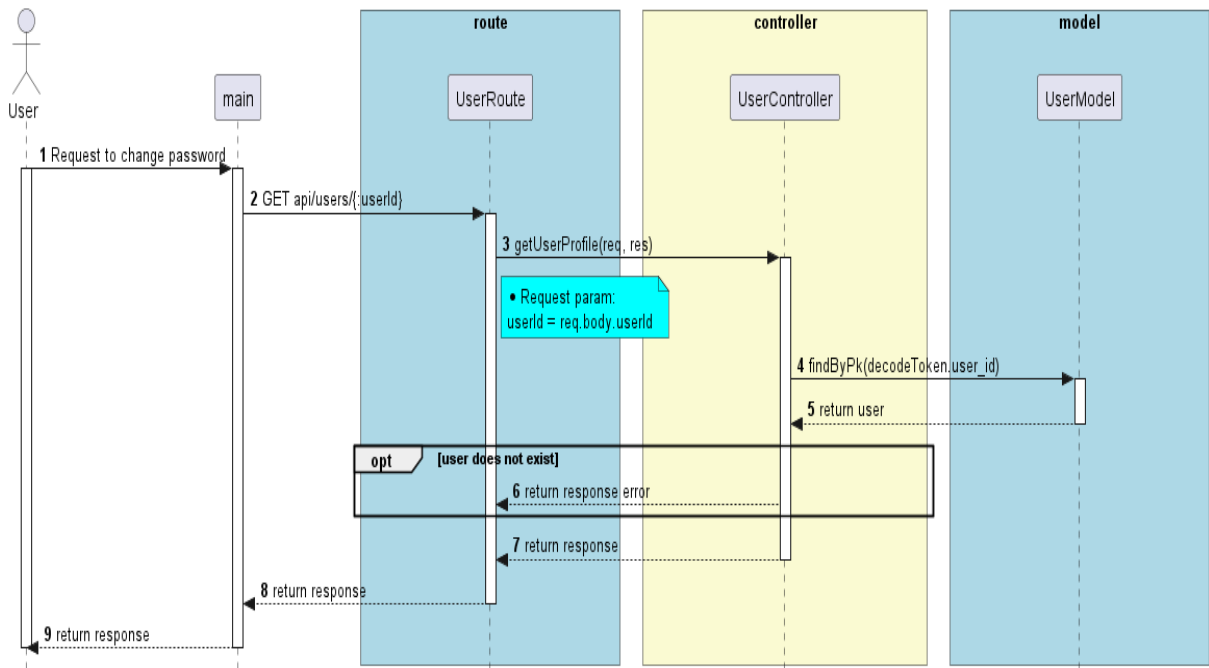 route
controller
model
User
main
UserRoute
UserController
UserModel
1 Request to change password
2 GET api/users/{:userId}
3 getUserProfile(req, res)
• Request param:
userId = req.body.userId
4 findByPk(decodeToken.user_id)
5 return user
opt [user does not exist]
6 return response error
7 return response
8 return response
9 return response